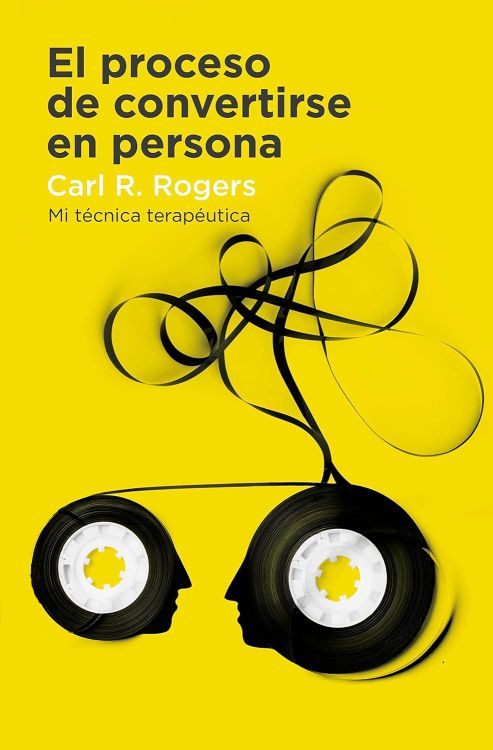 El proceso
de convertirse
en persona
Carl R. Rogers
Mi técnica terapéutica